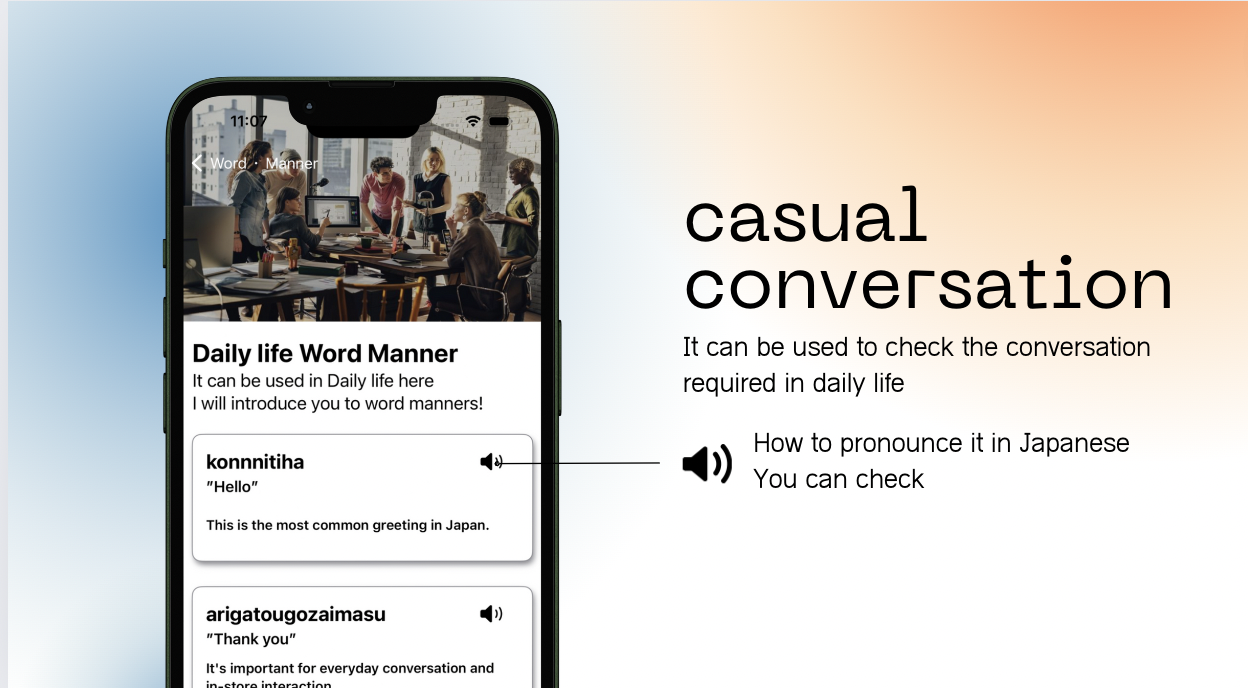 11:07
Word · Manner
Daily life Word Manner
It can be used in Daily life here
I will introduce you to word manners!
konnnitiha
"Hello"
This is the most common greeting in Japan.
arigatougozaimasu
"Thank you"
It's important for everyday conversation and
in-store interaction
casual
conversation
It can be used to check the conversation
required in daily life
How to pronounce it in Japanese
You can check